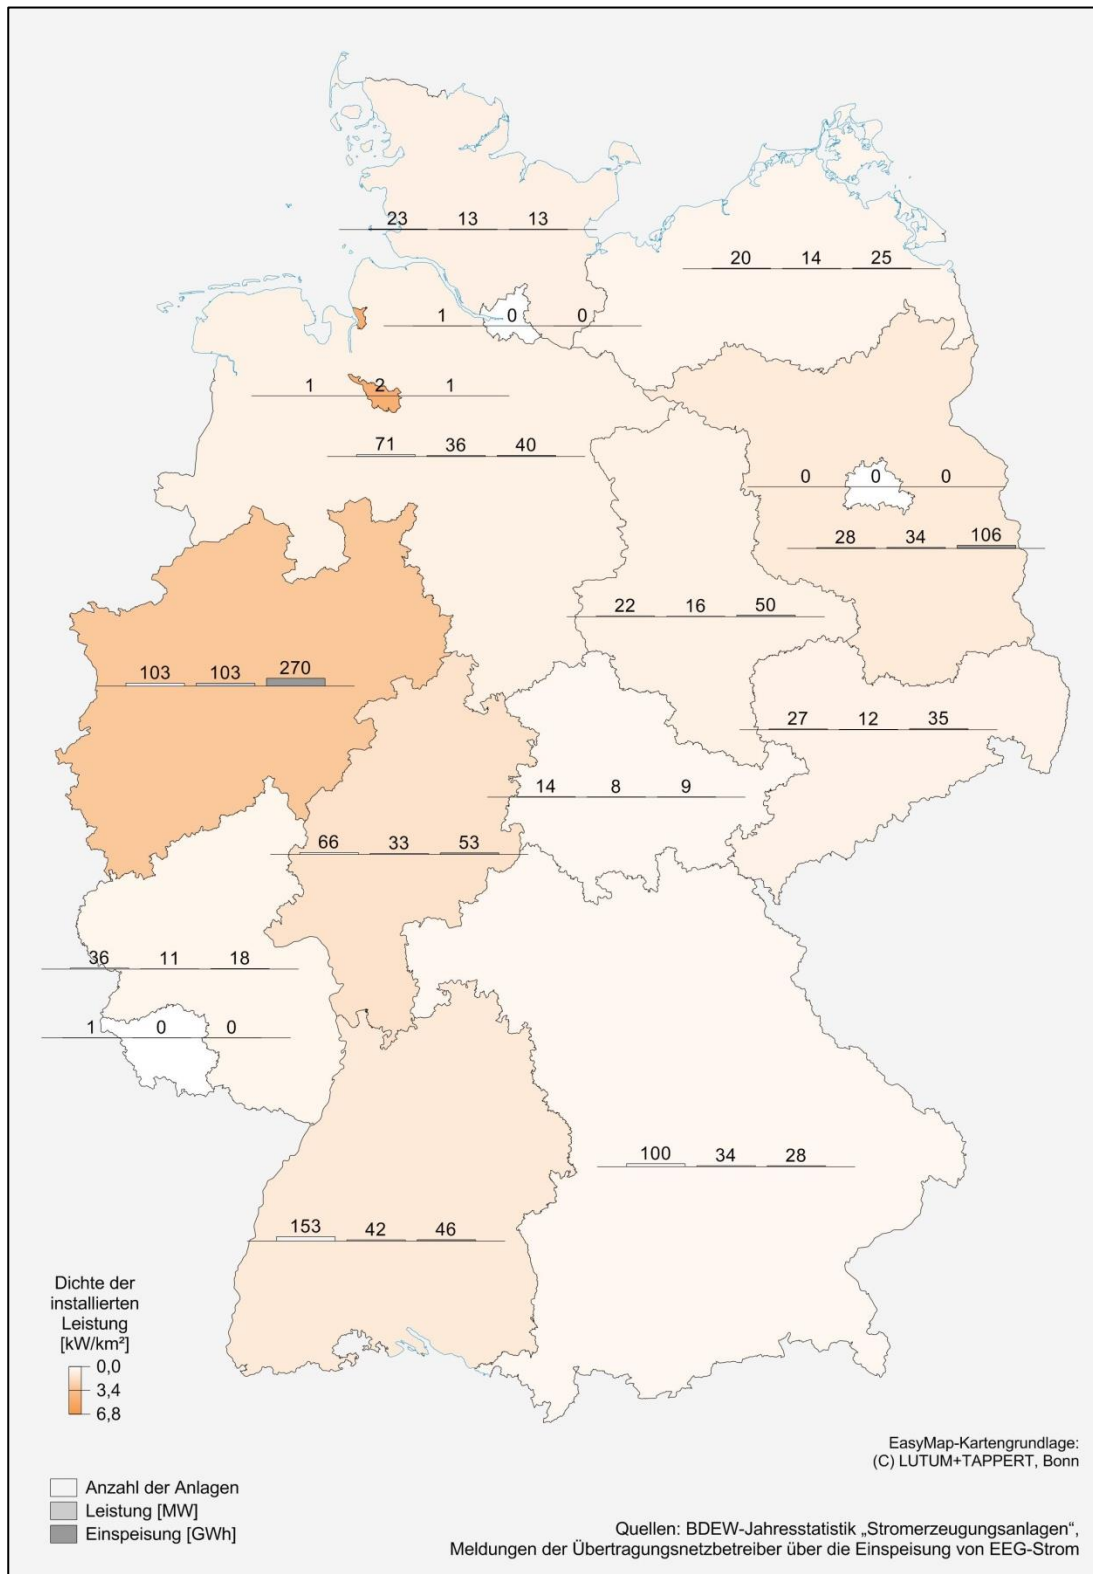 23 13 13
20 14 25
1 0 0
1 2 1
71 36 40
0 0 0
28 34 106
22 16 50
103 103 270
27 12 35
14 8 9
66 33 53
36 11 18
1 0 0
100 34 28
153 42 46
Dichte der
installierten
Leistung
[kW/km²]
0,0
3,4
6,8
EasyMap-Kartengrundlage:
(C) LUTUM+TAPPERT, Bonn
Anzahl der Anlagen
Leistung [MW]
Einspeisung [GWh]
Quellen: BDEW-Jahresstatistik „Stromerzeugungsanlagen“,
Meldungen der Übertragungsnetzbetreiber über die Einspeisung von EEG-Strom